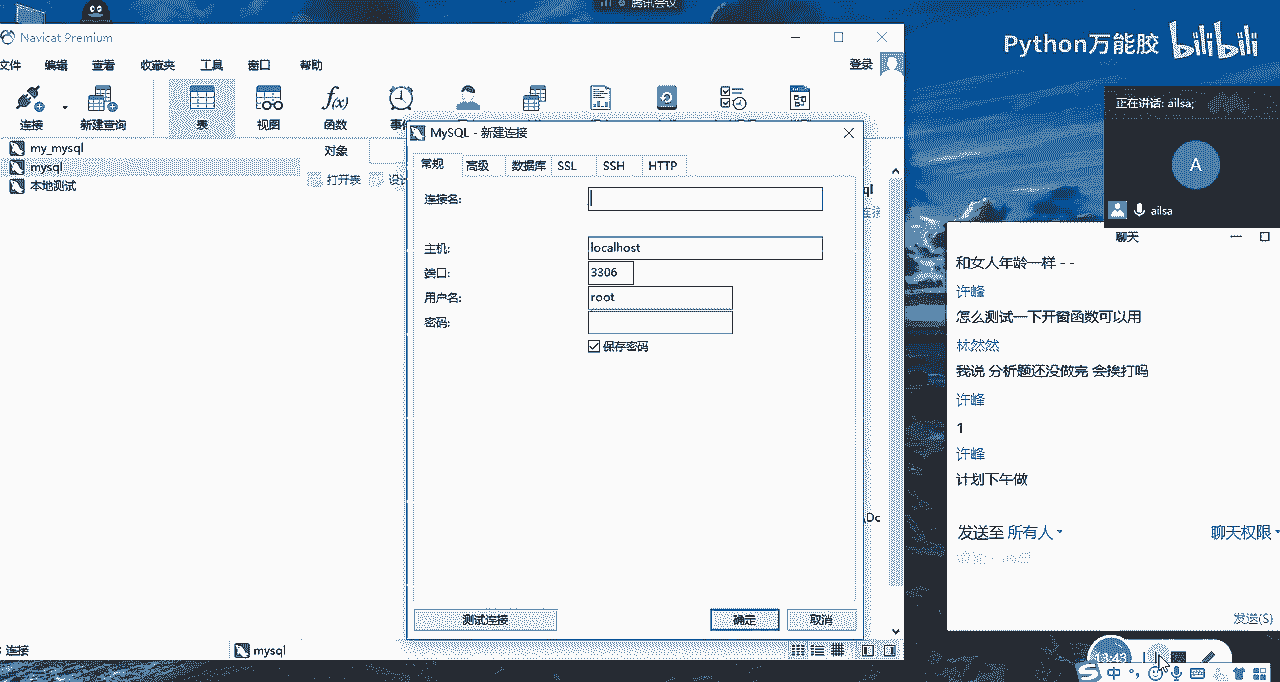 腾讯会议
Navicat Premium
文件 编辑 查看 收藏夹 工具 窗口 帮助
登录
连接 新建查询 表 视图 函数
my_mysql
mysql
本地测试
对象
打开表
MySQL - 新建连接
常规 高级 数据库 SSL SSH HTTP
连接名:
主机: localhost
端口: 3306
用户名: root
密码:
保存密码
测试连接 确定 取消
连接
mysql
Python万能胶 bilibili
正在讲话: ailsa;
A
ailsa
聊天
和女人年龄一样 - -
许峰
怎么测试一下开窗函数可以用
林然然
我说 分析题还没做完 会挨打吗
许峰
1
许峰
计划下午做
发送至 所有人
聊天权限
发送(S)
13:43
中